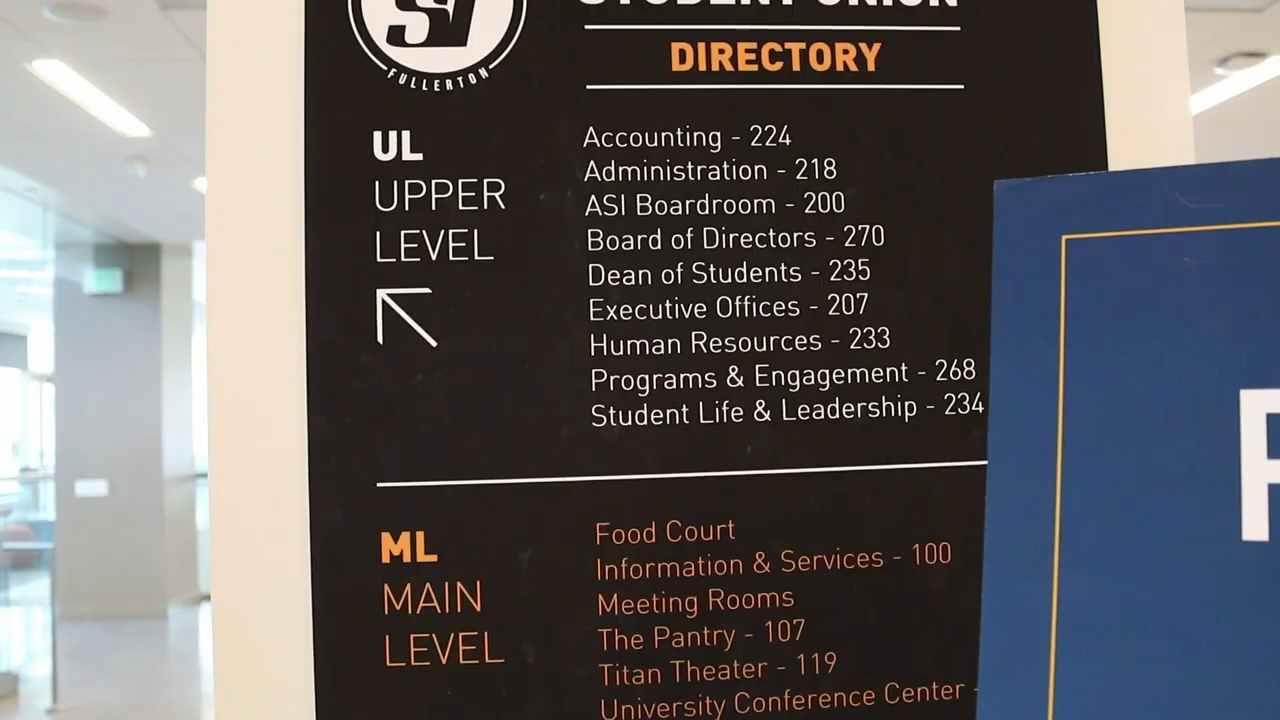 FULLERTON
STUDENT UNION
DIRECTORY
UL
UPPER
LEVEL
Accounting - 224
Administration - 218
ASI Boardroom - 200
Board of Directors - 270
Dean of Students - 235
Executive Offices - 207
Human Resources - 233
Programs & Engagement - 268
Student Life & Leadership - 234
ML
MAIN
LEVEL
Food Court
Information & Services - 100
Meeting Rooms
The Pantry - 107
Titan Theater - 119
University Conference Center -